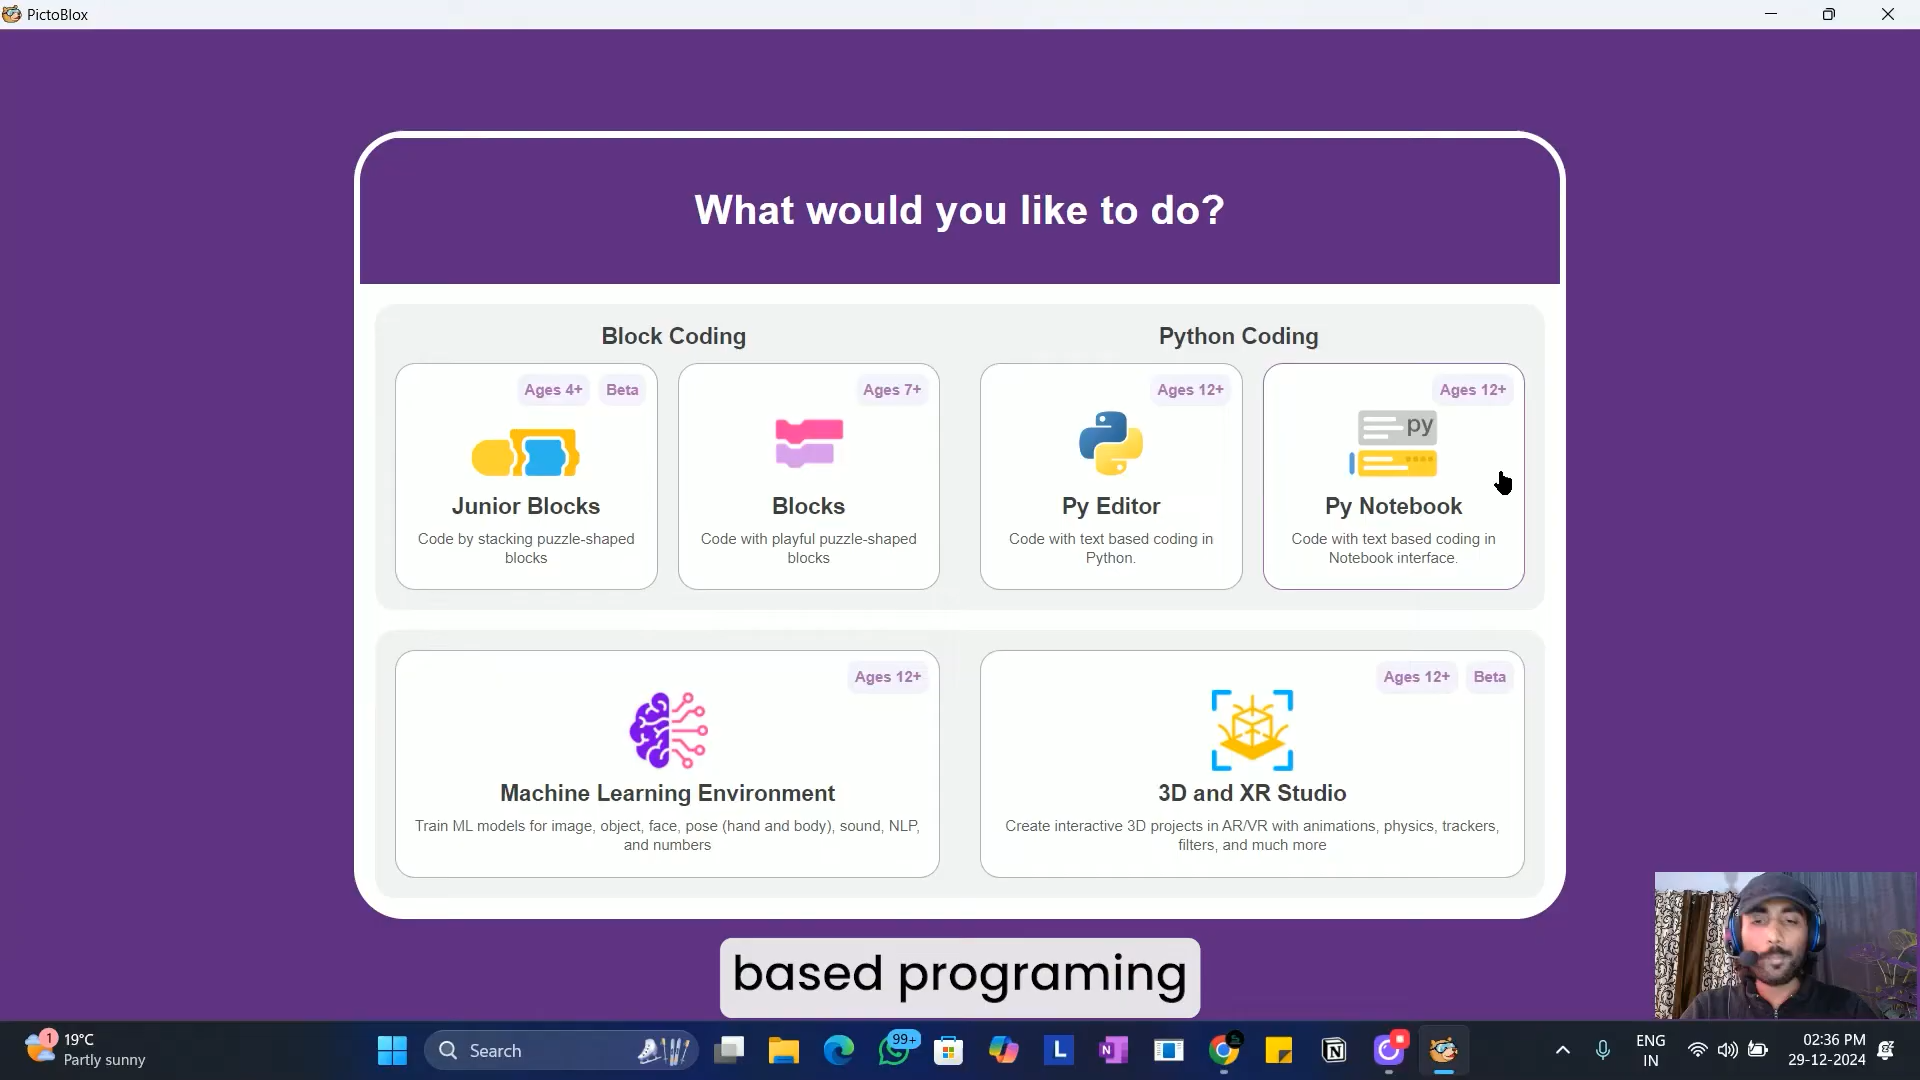 PictoBlox
What would you like to do?
Block Coding
Python Coding
Ages 4+ Beta
Junior Blocks
Code by stacking puzzle-shaped
blocks
Ages 7+
Blocks
Code with playful puzzle-shaped
blocks
Ages 12+
Py Editor
Code with text based coding in
Python.
Ages 12+
py
Py Notebook
Code with text based coding in
Notebook interface.
Ages 12+
Machine Learning Environment
Train ML models for image, object, face, pose (hand and body), sound, NLP,
and numbers
Ages 12+ Beta
3D and XR Studio
Create interactive 3D projects in AR/VR with animations, physics, trackers,
filters, and much more
based programing
1
19°C
Partly sunny
Search
99+
L
N
ENG
IN
02:36 PM
29-12-2024